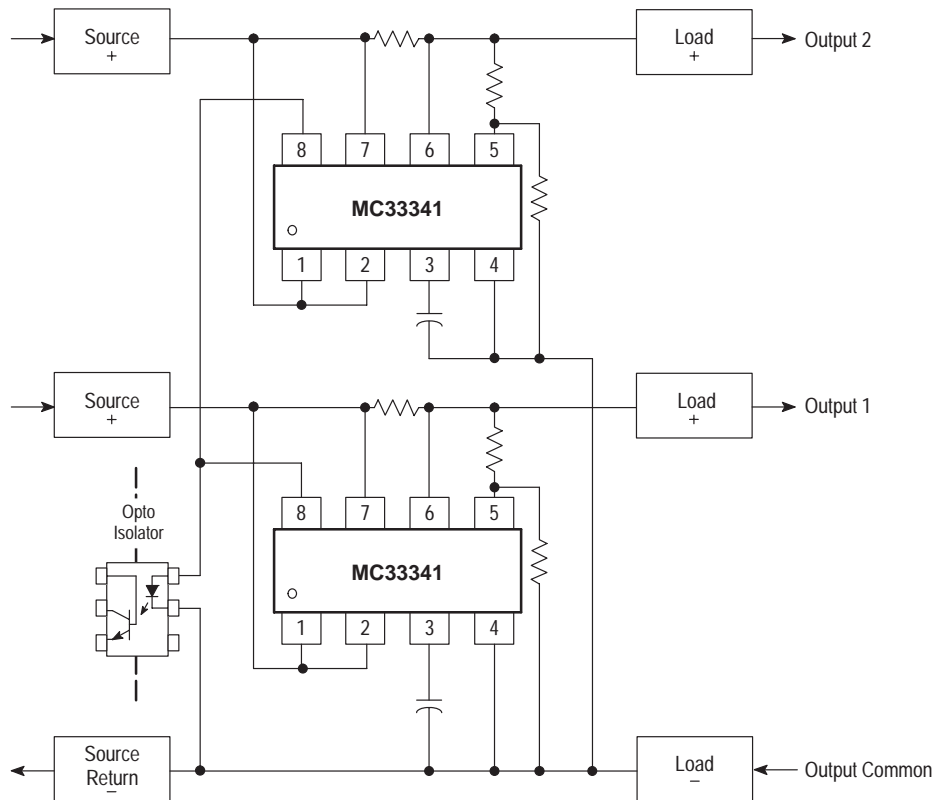 Source
+
Load
+
Output 2
8 7 6 5
MC33341
1 2 3 4
Source
+
Load
+
Output 1
Opto
Isolator
8 7 6 5
MC33341
1 2 3 4
Source
Return
–
Load
–
Output Common